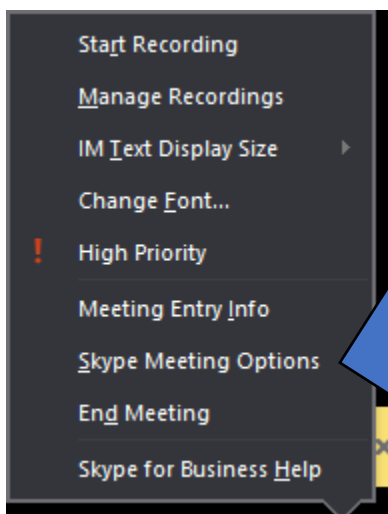 Start Recording
Manage Recordings
IM Text Display Size
Change Font...
! High Priority
Meeting Entry Info
Skype Meeting Options
End Meeting
Skype for Business Help